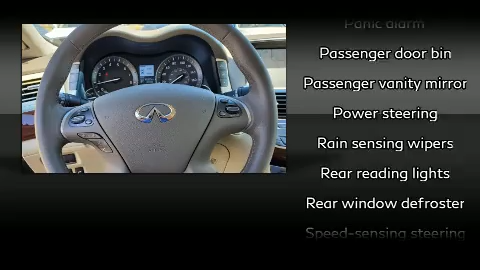 Panic alarm
Passenger door bin
Passenger vanity mirror
Power steering
Rain sensing wipers
Rear reading lights
Rear window defroster
Speed-sensing steering